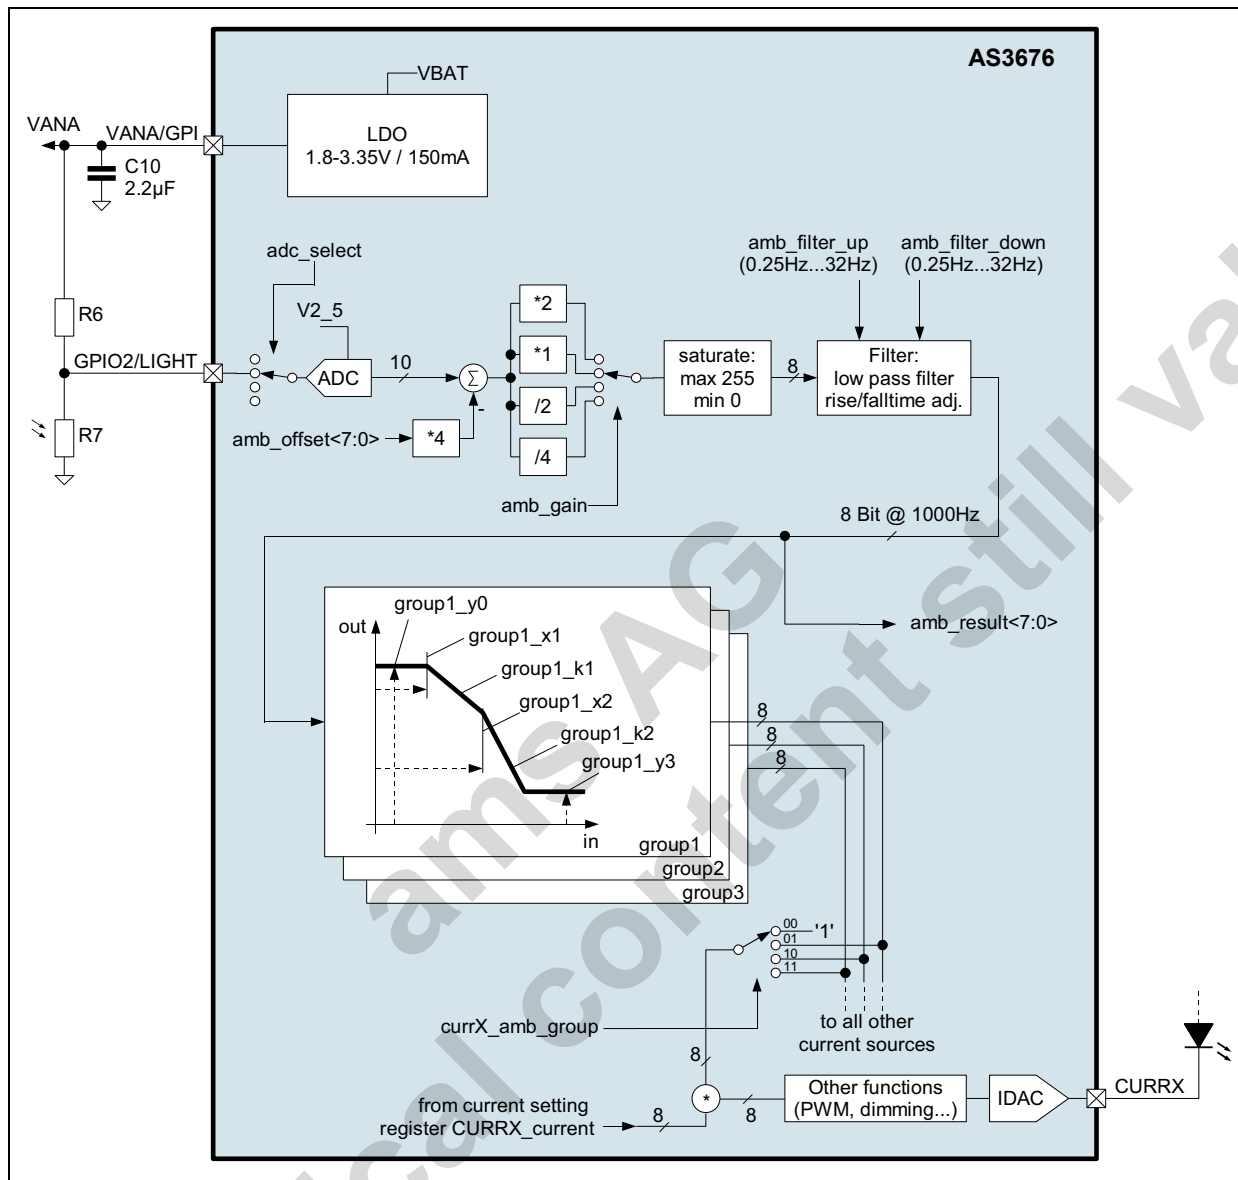 AS3676
VBAT
VANA
VANA/GPI
LDO
1.8-3.35V / 150mA
C10
2.2µF
adc_select
amb_filter_up
(0.25Hz...32Hz)
amb_filter_down
(0.25Hz...32Hz)
V2_5
R6
*2
GPIO2/LIGHT
ADC
10
Σ
-
*1
saturate:
max 255
min 0
8
Filter:
low pass filter
rise/falltime adj.
/2
R7
amb_offset<7:0>
*4
/4
amb_gain
8 Bit @ 1000Hz
amb_result<7:0>
out
group1_y0
group1_x1
group1_k1
group1_x2
group1_k2
group1_y3
in
group1
group2
group3
8
8
8
00
'1'
01
10
11
currX_amb_group
to all other
current sources
8
from current setting
register CURRX_current
8
*
8
Other functions
(PWM, dimming...)
IDAC
CURRX
ams AG
cal content still val